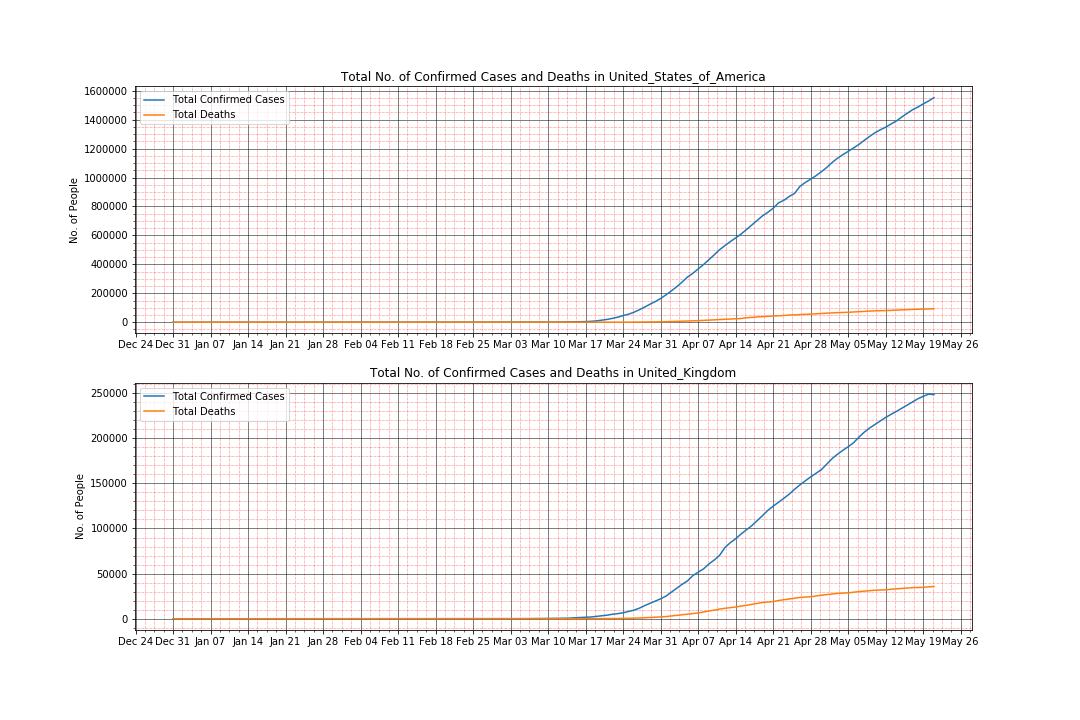 Total No. of Confirmed Cases and Deaths in United_States_of_America
Total Confirmed Cases
Total Deaths
No. of People
1600000
1400000
1200000
1000000
800000
600000
400000
200000
0
Dec 24 Dec 31 Jan 07 Jan 14 Jan 21 Jan 28 Feb 04 Feb 11 Feb 18 Feb 25 Mar 03 Mar 10 Mar 17 Mar 24 Mar 31 Apr 07 Apr 14 Apr 21 Apr 28 May 05 May 12 May 19 May 26
Total No. of Confirmed Cases and Deaths in United_Kingdom
Total Confirmed Cases
Total Deaths
No. of People
250000
200000
150000
100000
50000
0
Dec 24 Dec 31 Jan 07 Jan 14 Jan 21 Jan 28 Feb 04 Feb 11 Feb 18 Feb 25 Mar 03 Mar 10 Mar 17 Mar 24 Mar 31 Apr 07 Apr 14 Apr 21 Apr 28 May 05 May 12 May 19 May 26